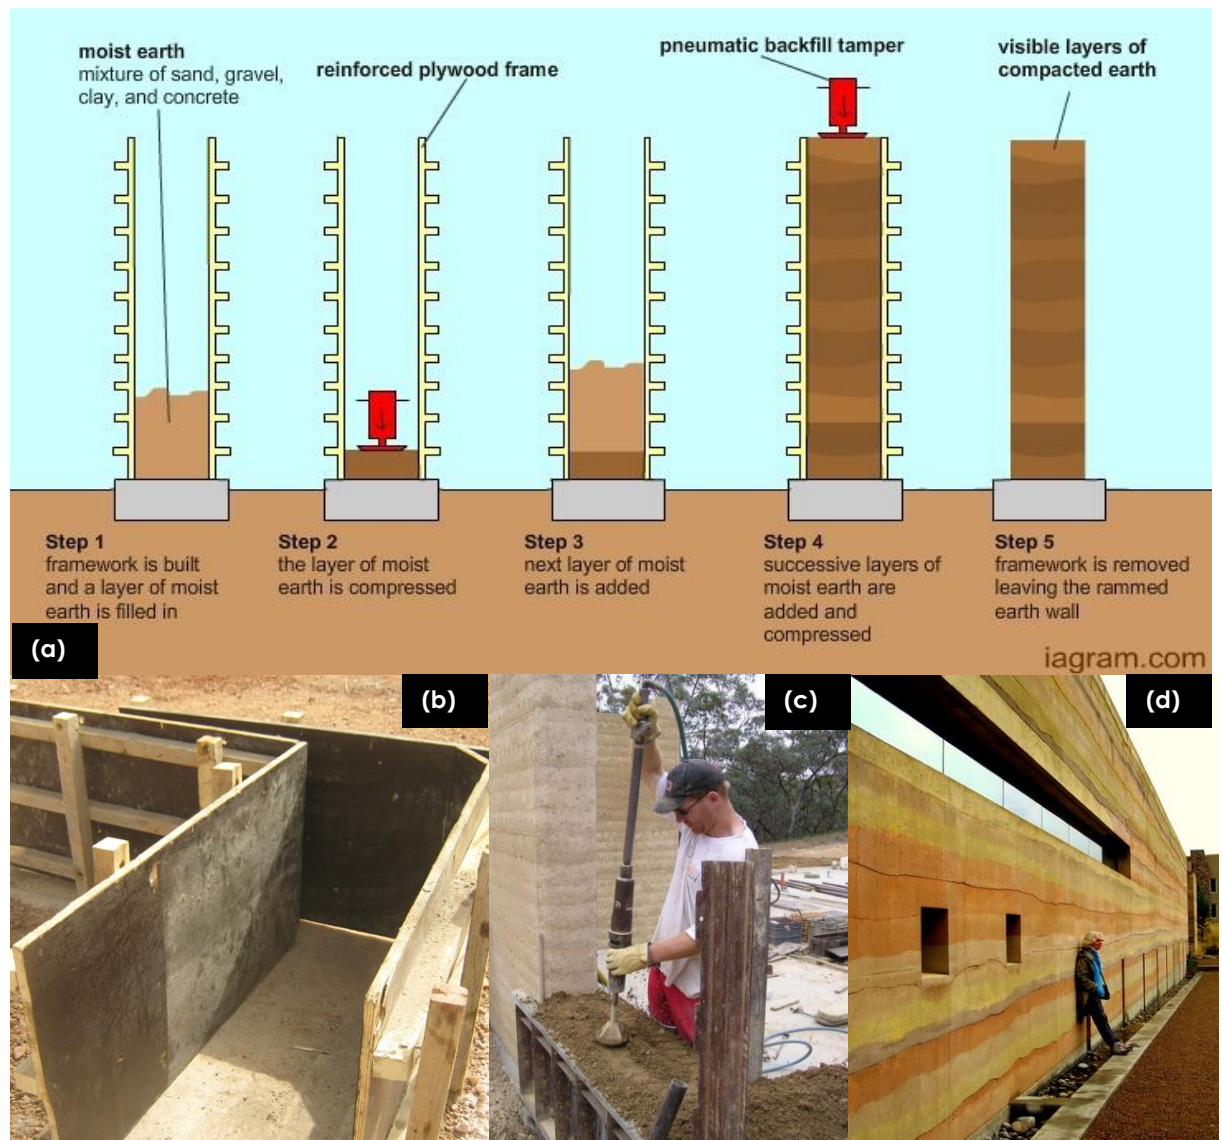 moist earth
mixture of sand, gravel,
clay, and concrete
reinforced plywood frame
pneumatic backfill tamper
visible layers of
compacted earth
Step 1
framework is built
and a layer of moist
earth is filled in
Step 2
the layer of moist
earth is compressed
Step 3
next layer of moist
earth is added
Step 4
successive layers of
moist earth are
added and
compressed
Step 5
framework is removed
leaving the rammed
earth wall
(a)
iagram.com
(b)
(c)
(d)